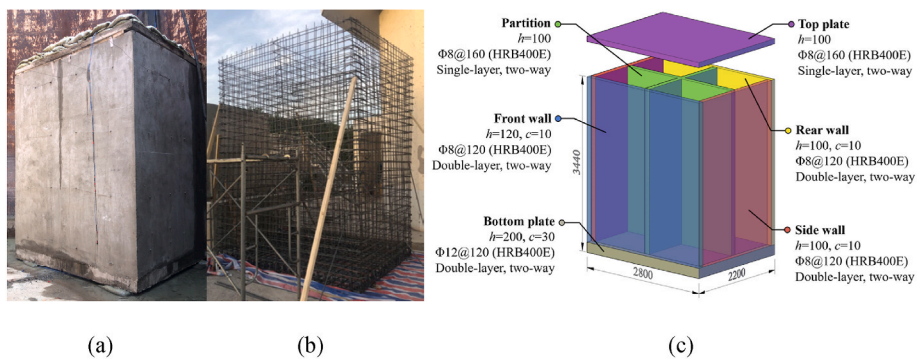 Partition
h=100
Φ8@160 (HRB400E)
Single-layer, two-way
Front wall
h=120, c=10
Φ8@120 (HRB400E)
Double-layer, two-way
Bottom plate
h=200, c=30
Φ12@120 (HRB400E)
Double-layer, two-way
3440
2800
2200
Top plate
h=100
Φ8@160 (HRB400E)
Single-layer, two-way
Rear wall
h=100, c=10
Φ8@120 (HRB400E)
Double-layer, two-way
Side wall
h=100, c=10
Φ8@120 (HRB400E)
Double-layer, two-way
(a)
(b)
(c)